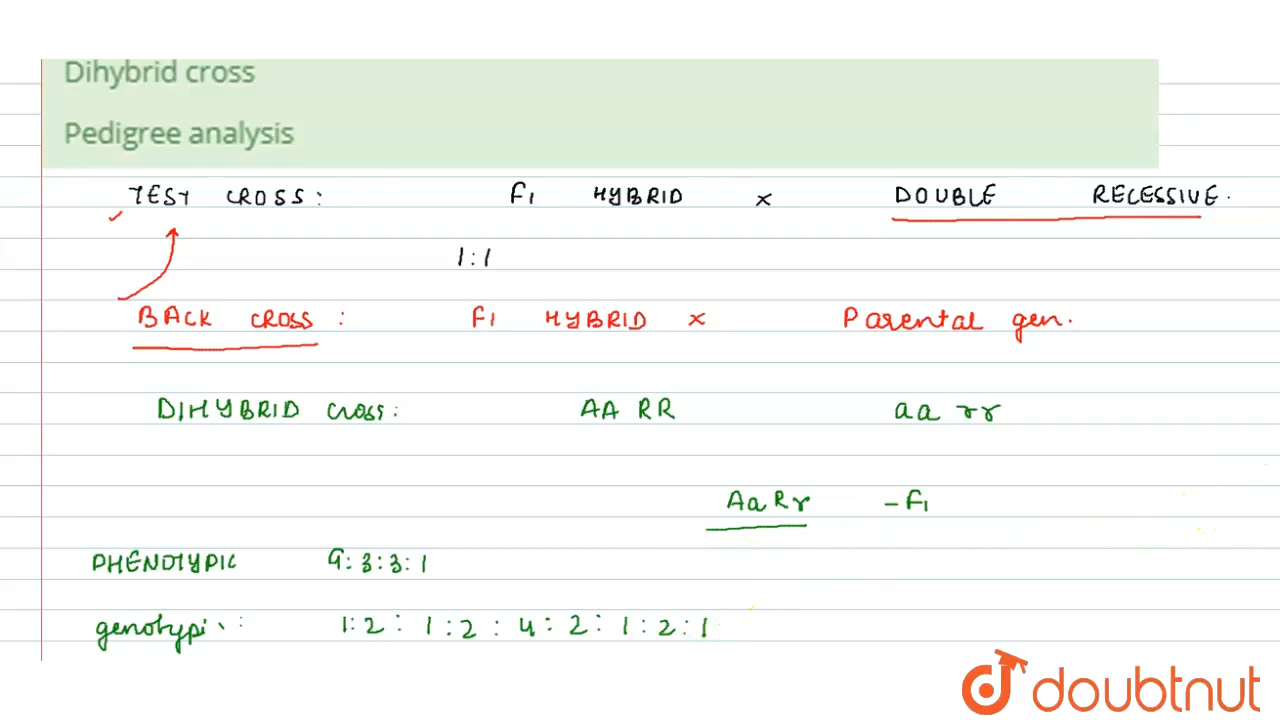 Dihybrid cross
Pedigree analysis
TEST CROSS: F1 HYBRID x DOUBLE RECESSIVE.
1:1
BACK CROSS: F1 HYBRID x Parental gen.
DIHYBRID CROSS: AA RR aa rr
AaRr - F1
PHENOTYPIC 9:3:3:1
genotypi 1:2:1:2:4:2:1:2:1
doubtnut